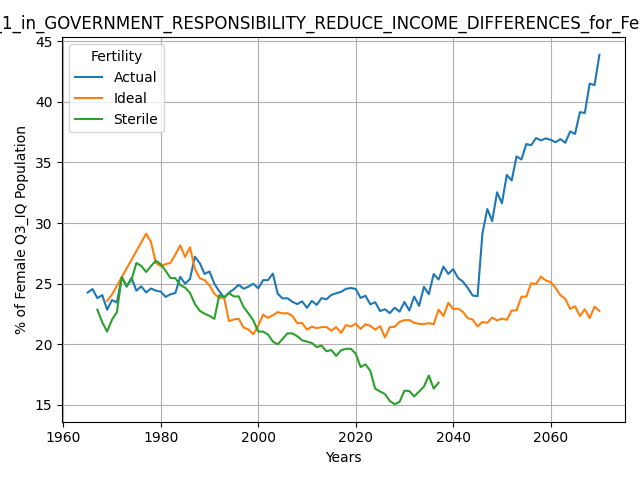 _1_in_GOVERNMENT_RESPONSIBILITY_REDUCE_INCOME_DIFFERENCES_for_Fe
Fertility
Actual
Ideal
Sterile
% of Female Q3_IQ Population
45
40
35
30
25
20
15
1960 1980 2000 2020 2040 2060
Years